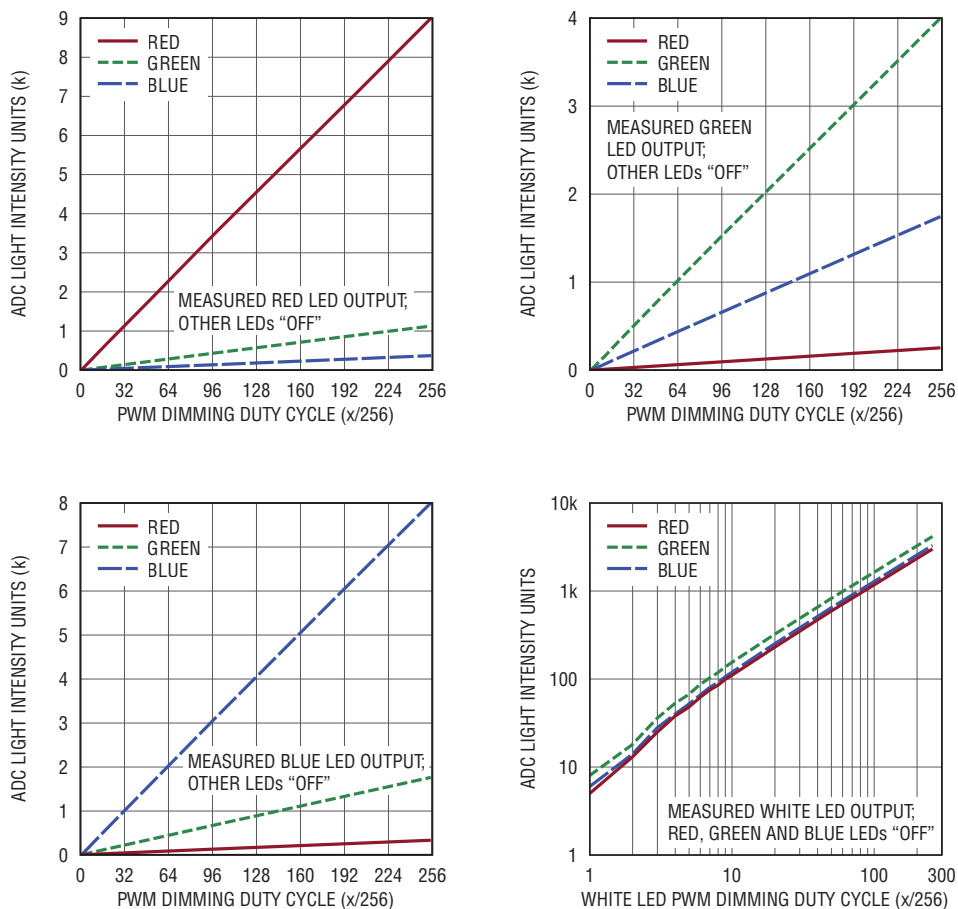 ADC LIGHT INTENSITY UNITS (k)
9
8
7
6
5
4
3
2
1
0
RED
GREEN
BLUE
MEASURED RED LED OUTPUT;
OTHER LEDs “OFF”
0 32 64 96 128 160 192 224 256
PWM DIMMING DUTY CYCLE (x/256)
ADC LIGHT INTENSITY UNITS (k)
4
3
2
1
0
RED
GREEN
BLUE
MEASURED GREEN
LED OUTPUT;
OTHER LEDs “OFF”
0 32 64 96 128 160 192 224 256
PWM DIMMING DUTY CYCLE (x/256)
ADC LIGHT INTENSITY UNITS (k)
8
7
6
5
4
3
2
1
0
RED
GREEN
BLUE
MEASURED BLUE LED OUTPUT;
OTHER LEDs “OFF”
0 32 64 96 128 160 192 224 256
PWM DIMMING DUTY CYCLE (x/256)
ADC LIGHT INTENSITY UNITS
10k
1k
100
10
1
RED
GREEN
BLUE
MEASURED WHITE LED OUTPUT;
RED, GREEN AND BLUE LEDs “OFF”
1 10 100 300
WHITE LED PWM DIMMING DUTY CYCLE (x/256)